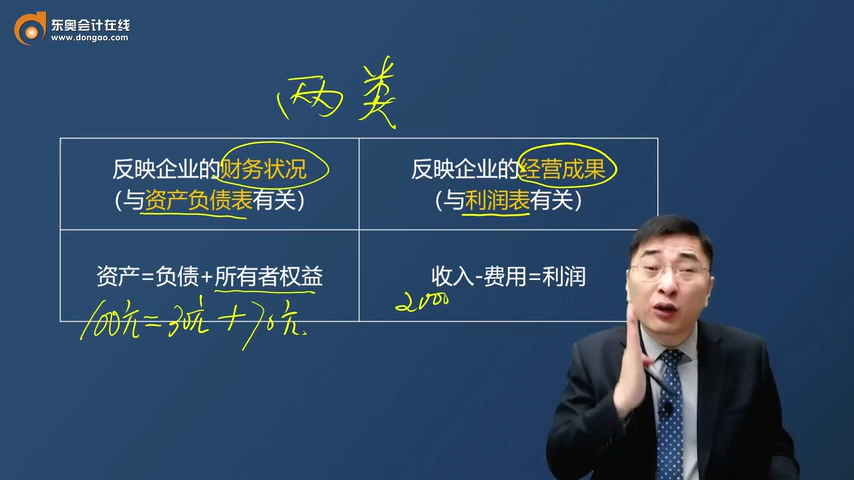 东奥会计在线
www.dongao.com
两类
反映企业的财务状况
(与资产负债表有关)
反映企业的经营成果
(与利润表有关)
资产=负债+所有者权益
100元=30元+70元
收入-费用=利润
2000